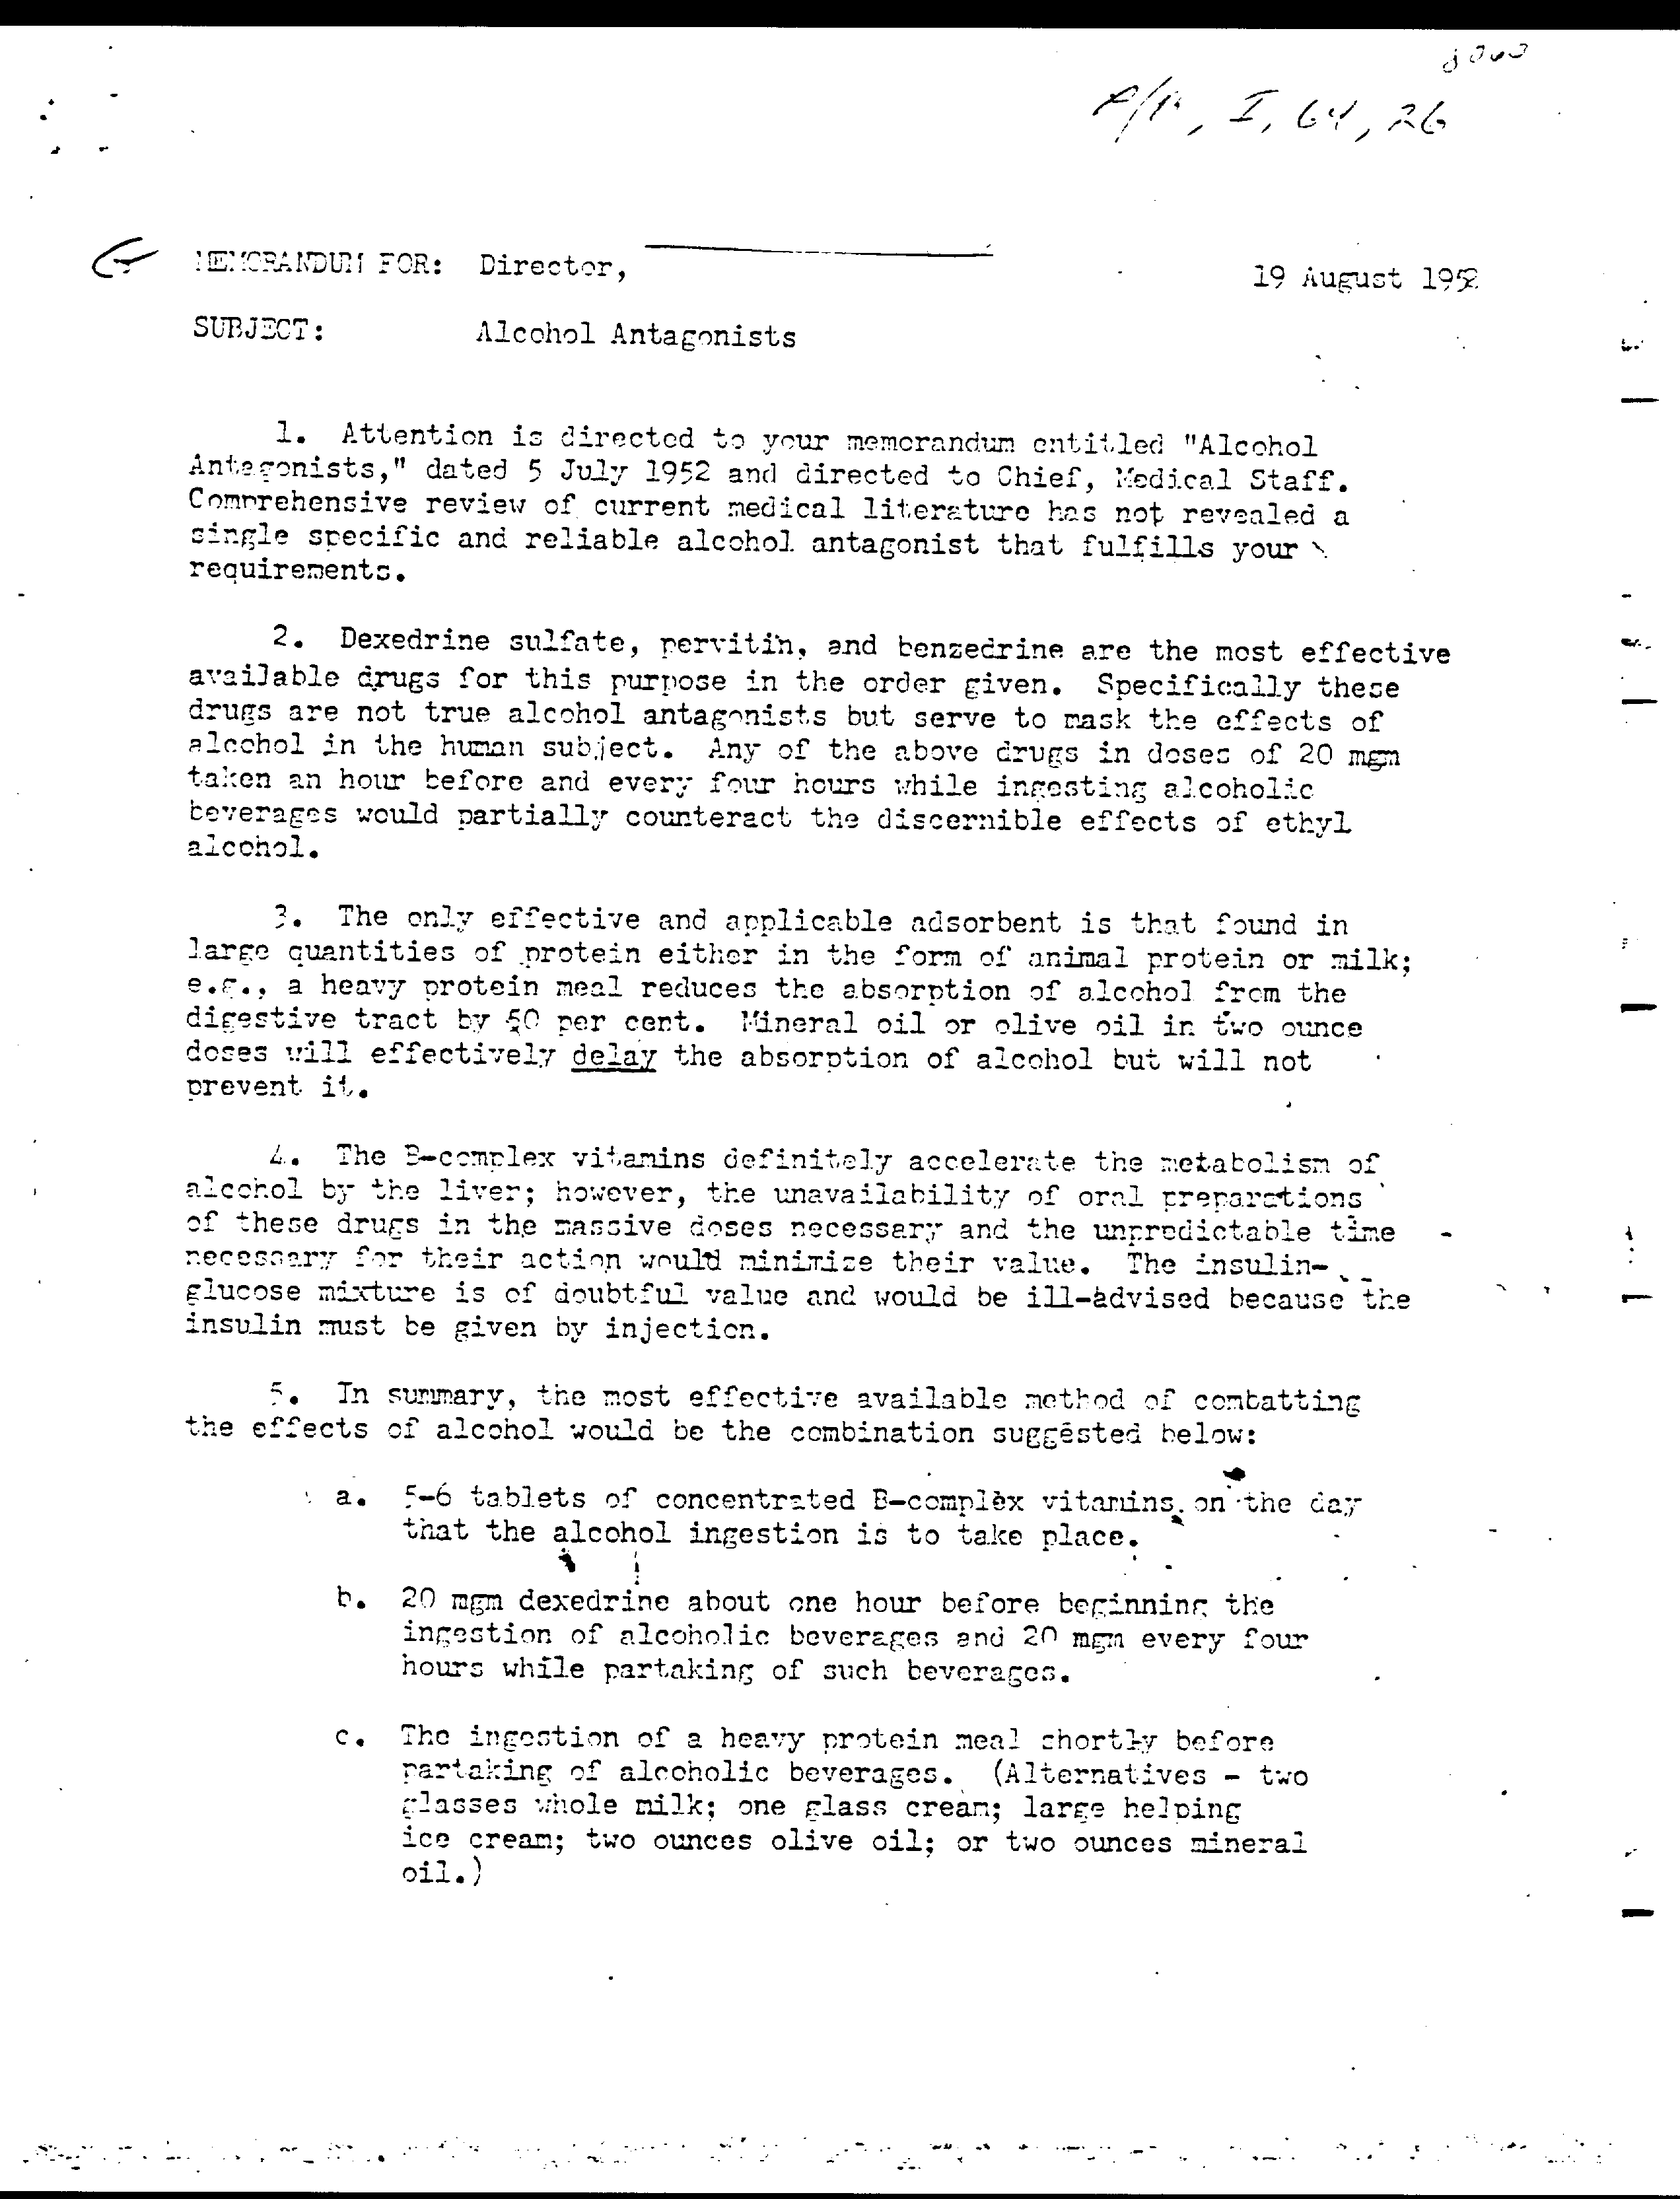 A/B, I, 64, 26
MEMORANDUM FOR: Director,
19 August 1952
SUBJECT: Alcohol Antagonists
1. Attention is directed to your memorandum entitled "Alcohol
Antagonists," dated 5 July 1952 and directed to Chief, Medical Staff.
Comprehensive review of current medical literature has not revealed a
single specific and reliable alcohol antagonist that fulfills your
requirements.
2. Dexedrine sulfate, pervitin, and benzedrine are the most effective
available drugs for this purpose in the order given. Specifically these
drugs are not true alcohol antagonists but serve to mask the effects of
alcohol in the human subject. Any of the above drugs in doses of 20 mgm
taken an hour before and every four hours while ingesting alcoholic
beverages would partially counteract the discernible effects of ethyl
alcohol.
3. The only effective and applicable adsorbent is that found in
large quantities of protein either in the form of animal protein or milk;
e.g., a heavy protein meal reduces the absorption of alcohol from the
digestive tract by 50 per cent. Mineral oil or olive oil in two ounce
doses will effectively delay the absorption of alcohol but will not
prevent it.
4. The B-complex vitamins definitely accelerate the metabolism of
alcohol by the liver; however, the unavailability of oral preparations
of these drugs in the massive doses necessary and the unpredictable time
necessary for their action would minimize their value. The insulin-
glucose mixture is of doubtful value and would be ill-advised because the
insulin must be given by injection.
5. In summary, the most effective available method of combatting
the effects of alcohol would be the combination suggested below:
a. 5-6 tablets of concentrated B-complex vitamins on the day
that the alcohol ingestion is to take place.
b. 20 mgm dexedrine about one hour before beginning the
ingestion of alcoholic beverages and 20 mgm every four
hours while partaking of such beverages.
c. The ingestion of a heavy protein meal shortly before
partaking of alcoholic beverages. (Alternatives - two
glasses whole milk; one glass cream; large helping
ice cream; two ounces olive oil; or two ounces mineral
oil.)